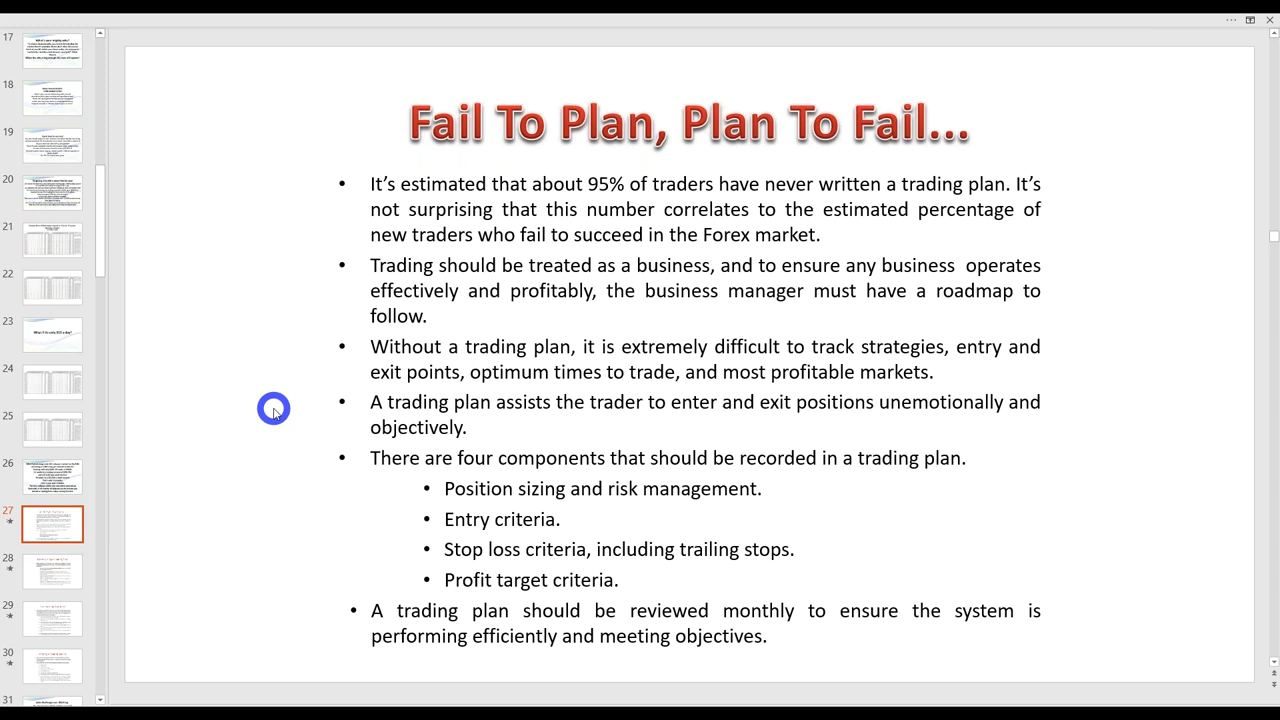 Fail To Plan, Plan To Fail...
• It's estimated that about 95% of traders have never written a trading plan. It's
not surprising that this number correlates to the estimated percentage of
new traders who fail to succeed in the Forex market.
• Trading should be treated as a business, and to ensure any business operates
effectively and profitably, the business manager must have a roadmap to
follow.
• Without a trading plan, it is extremely difficult to track strategies, entry and
exit points, optimum times to trade, and most profitable markets.
• A trading plan assists the trader to enter and exit positions unemotionally and
objectively.
• There are four components that should be recorded in a trading plan.
• Position sizing and risk management.
• Entry criteria.
• Stop loss criteria, including trailing stops.
• Profit target criteria.
• A trading plan should be reviewed monthly to ensure the system is
performing efficiently and meeting objectives.
17
18
19
20
21
22
23
24
25
26
27
28
29
30
31